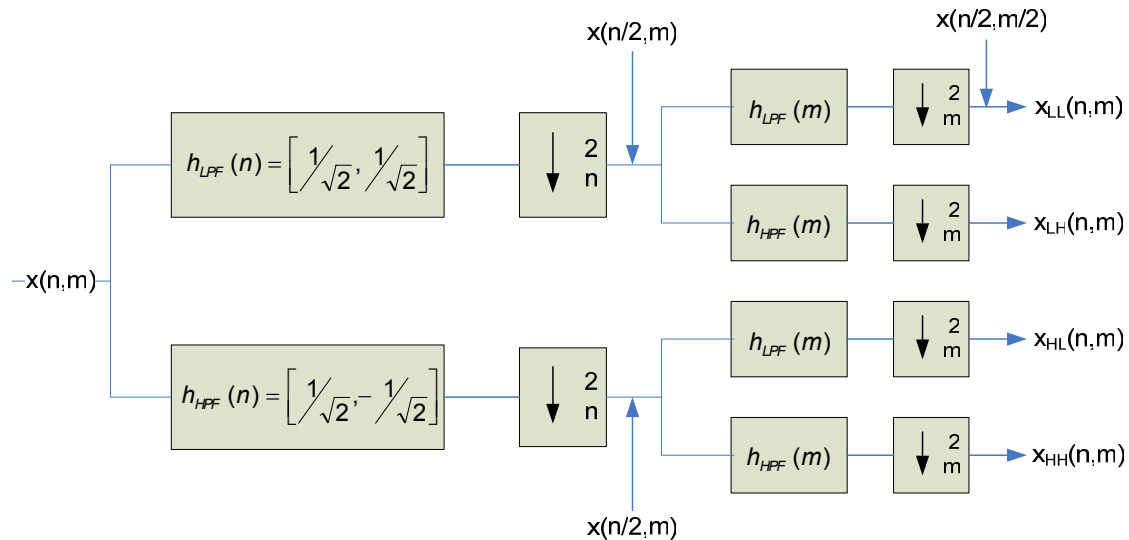 x(n/2,m)
x(n/2,m/2)
h_LPF (m)
2
m
x_LL(n,m)
h_LPF (n) = [1/√2, 1/√2]
2
n
h_HPF (m)
2
m
x_LH(n,m)
x(n,m)
h_LPF (m)
2
m
x_HL(n,m)
h_HPF (n) = [1/√2, - 1/√2]
2
n
h_HPF (m)
2
m
x_HH(n,m)
x(n/2,m)